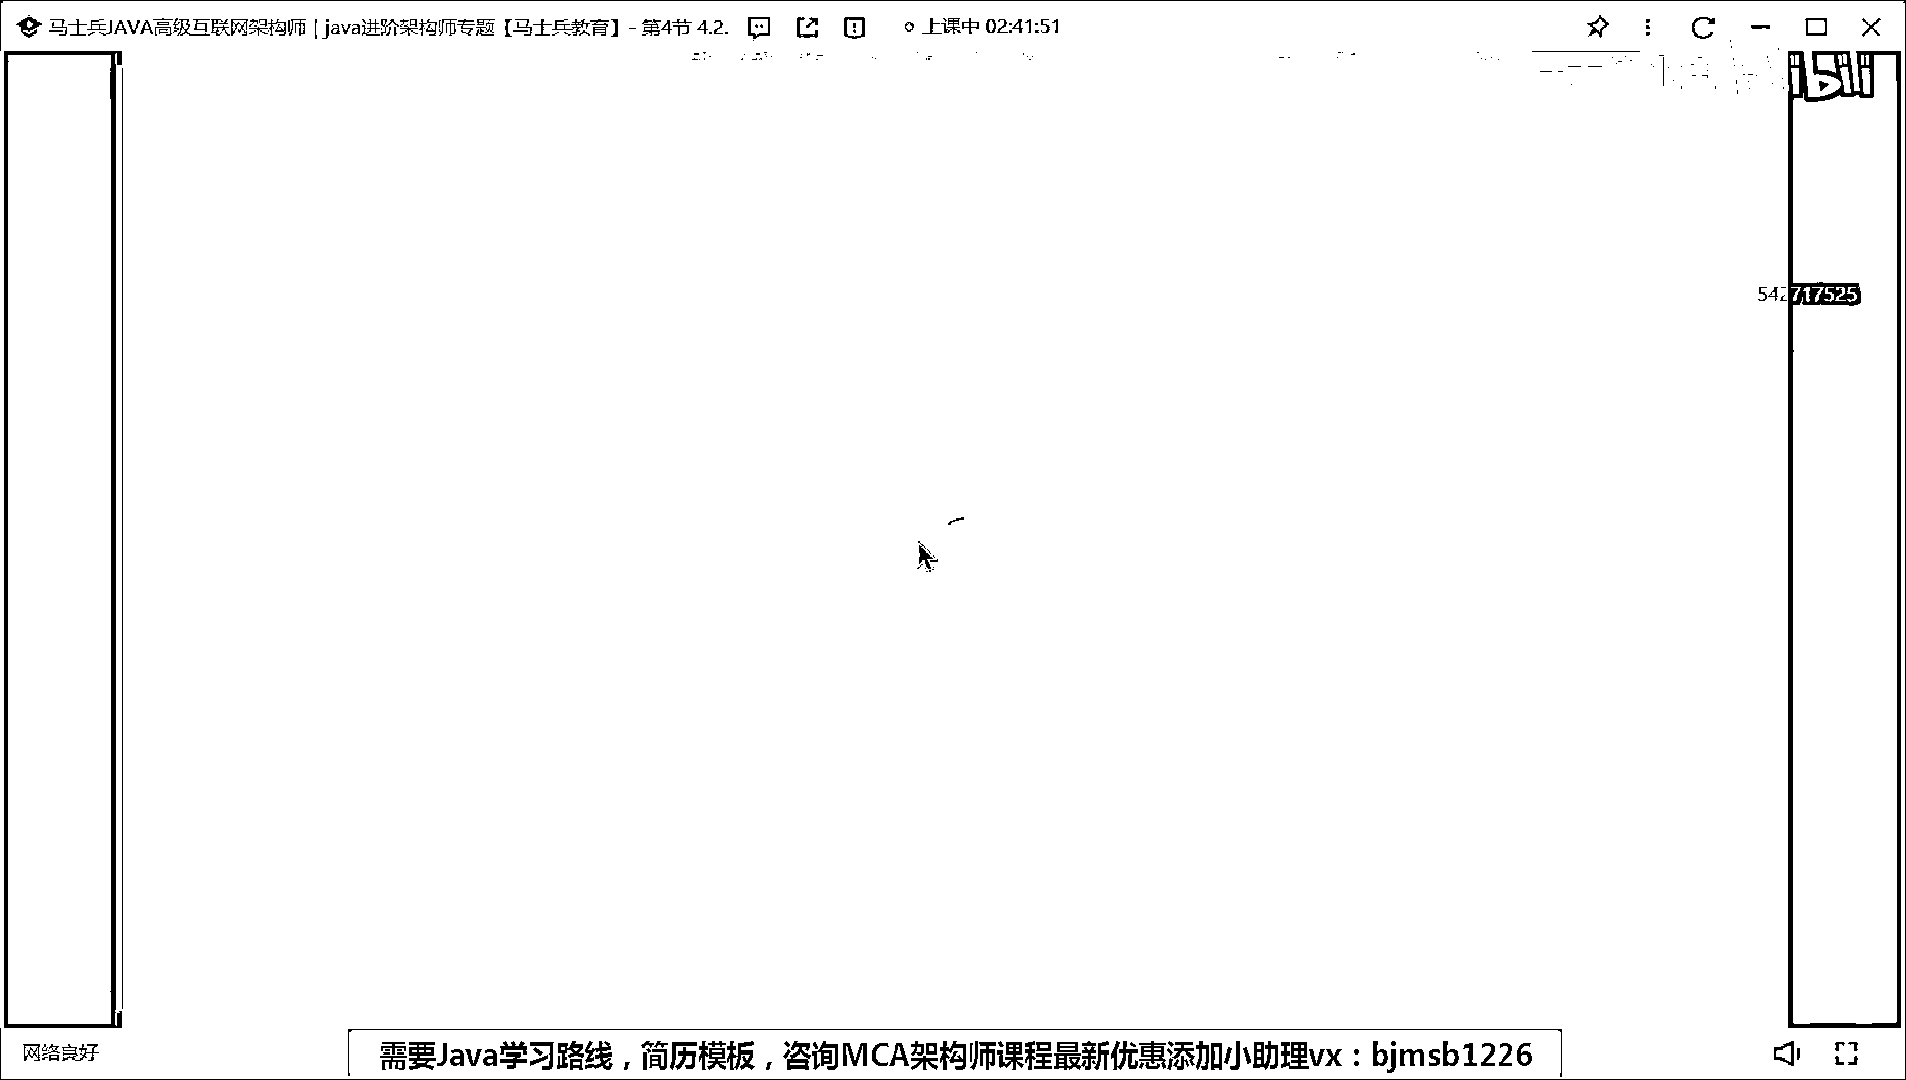 马士兵JAVA高级互联网架构师 | java进阶架构师专题【马士兵教育】- 第4节 4.2.
上课中 02:41:51
ibili
542717525
网络良好
需要Java学习路线，简历模板，咨询MCA架构师课程最新优惠添加小助理vx：bjmsb1226